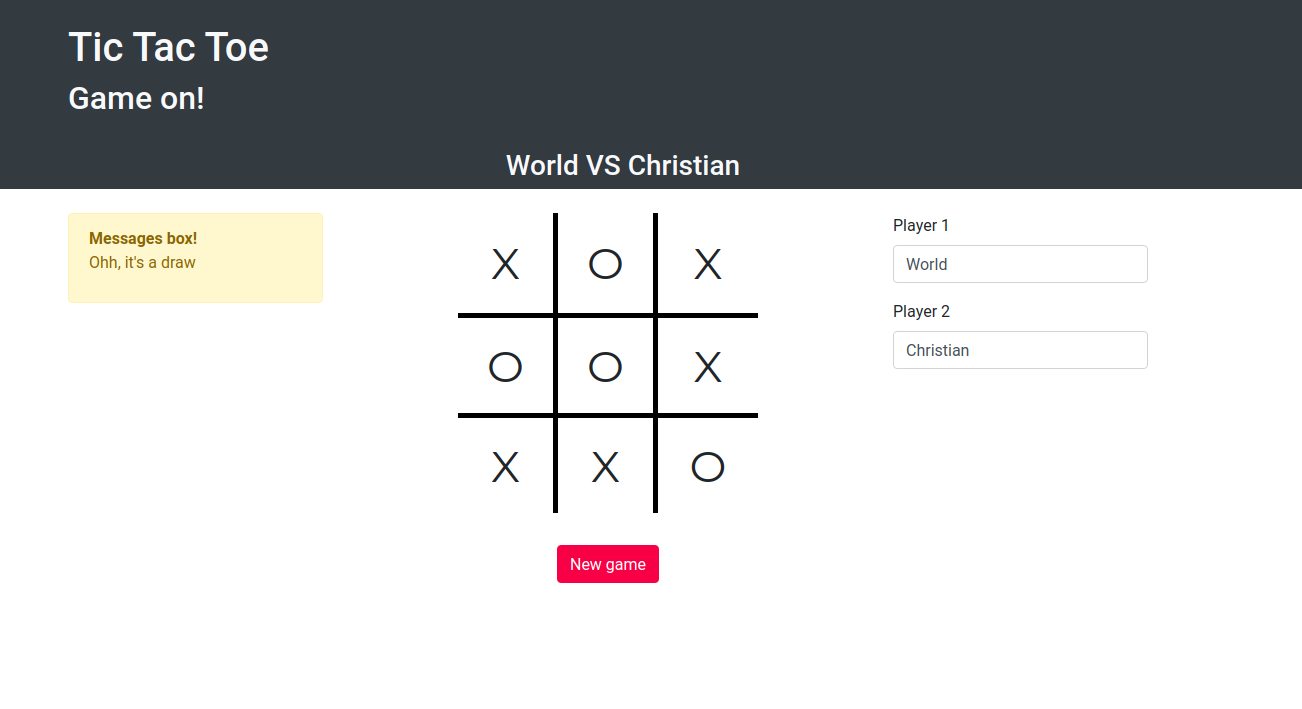 Tic Tac Toe
Game on!
World VS Christian
Messages box!
Ohh, it's a draw
X O X
O O X
X X O
New game
Player 1
World
Player 2
Christian